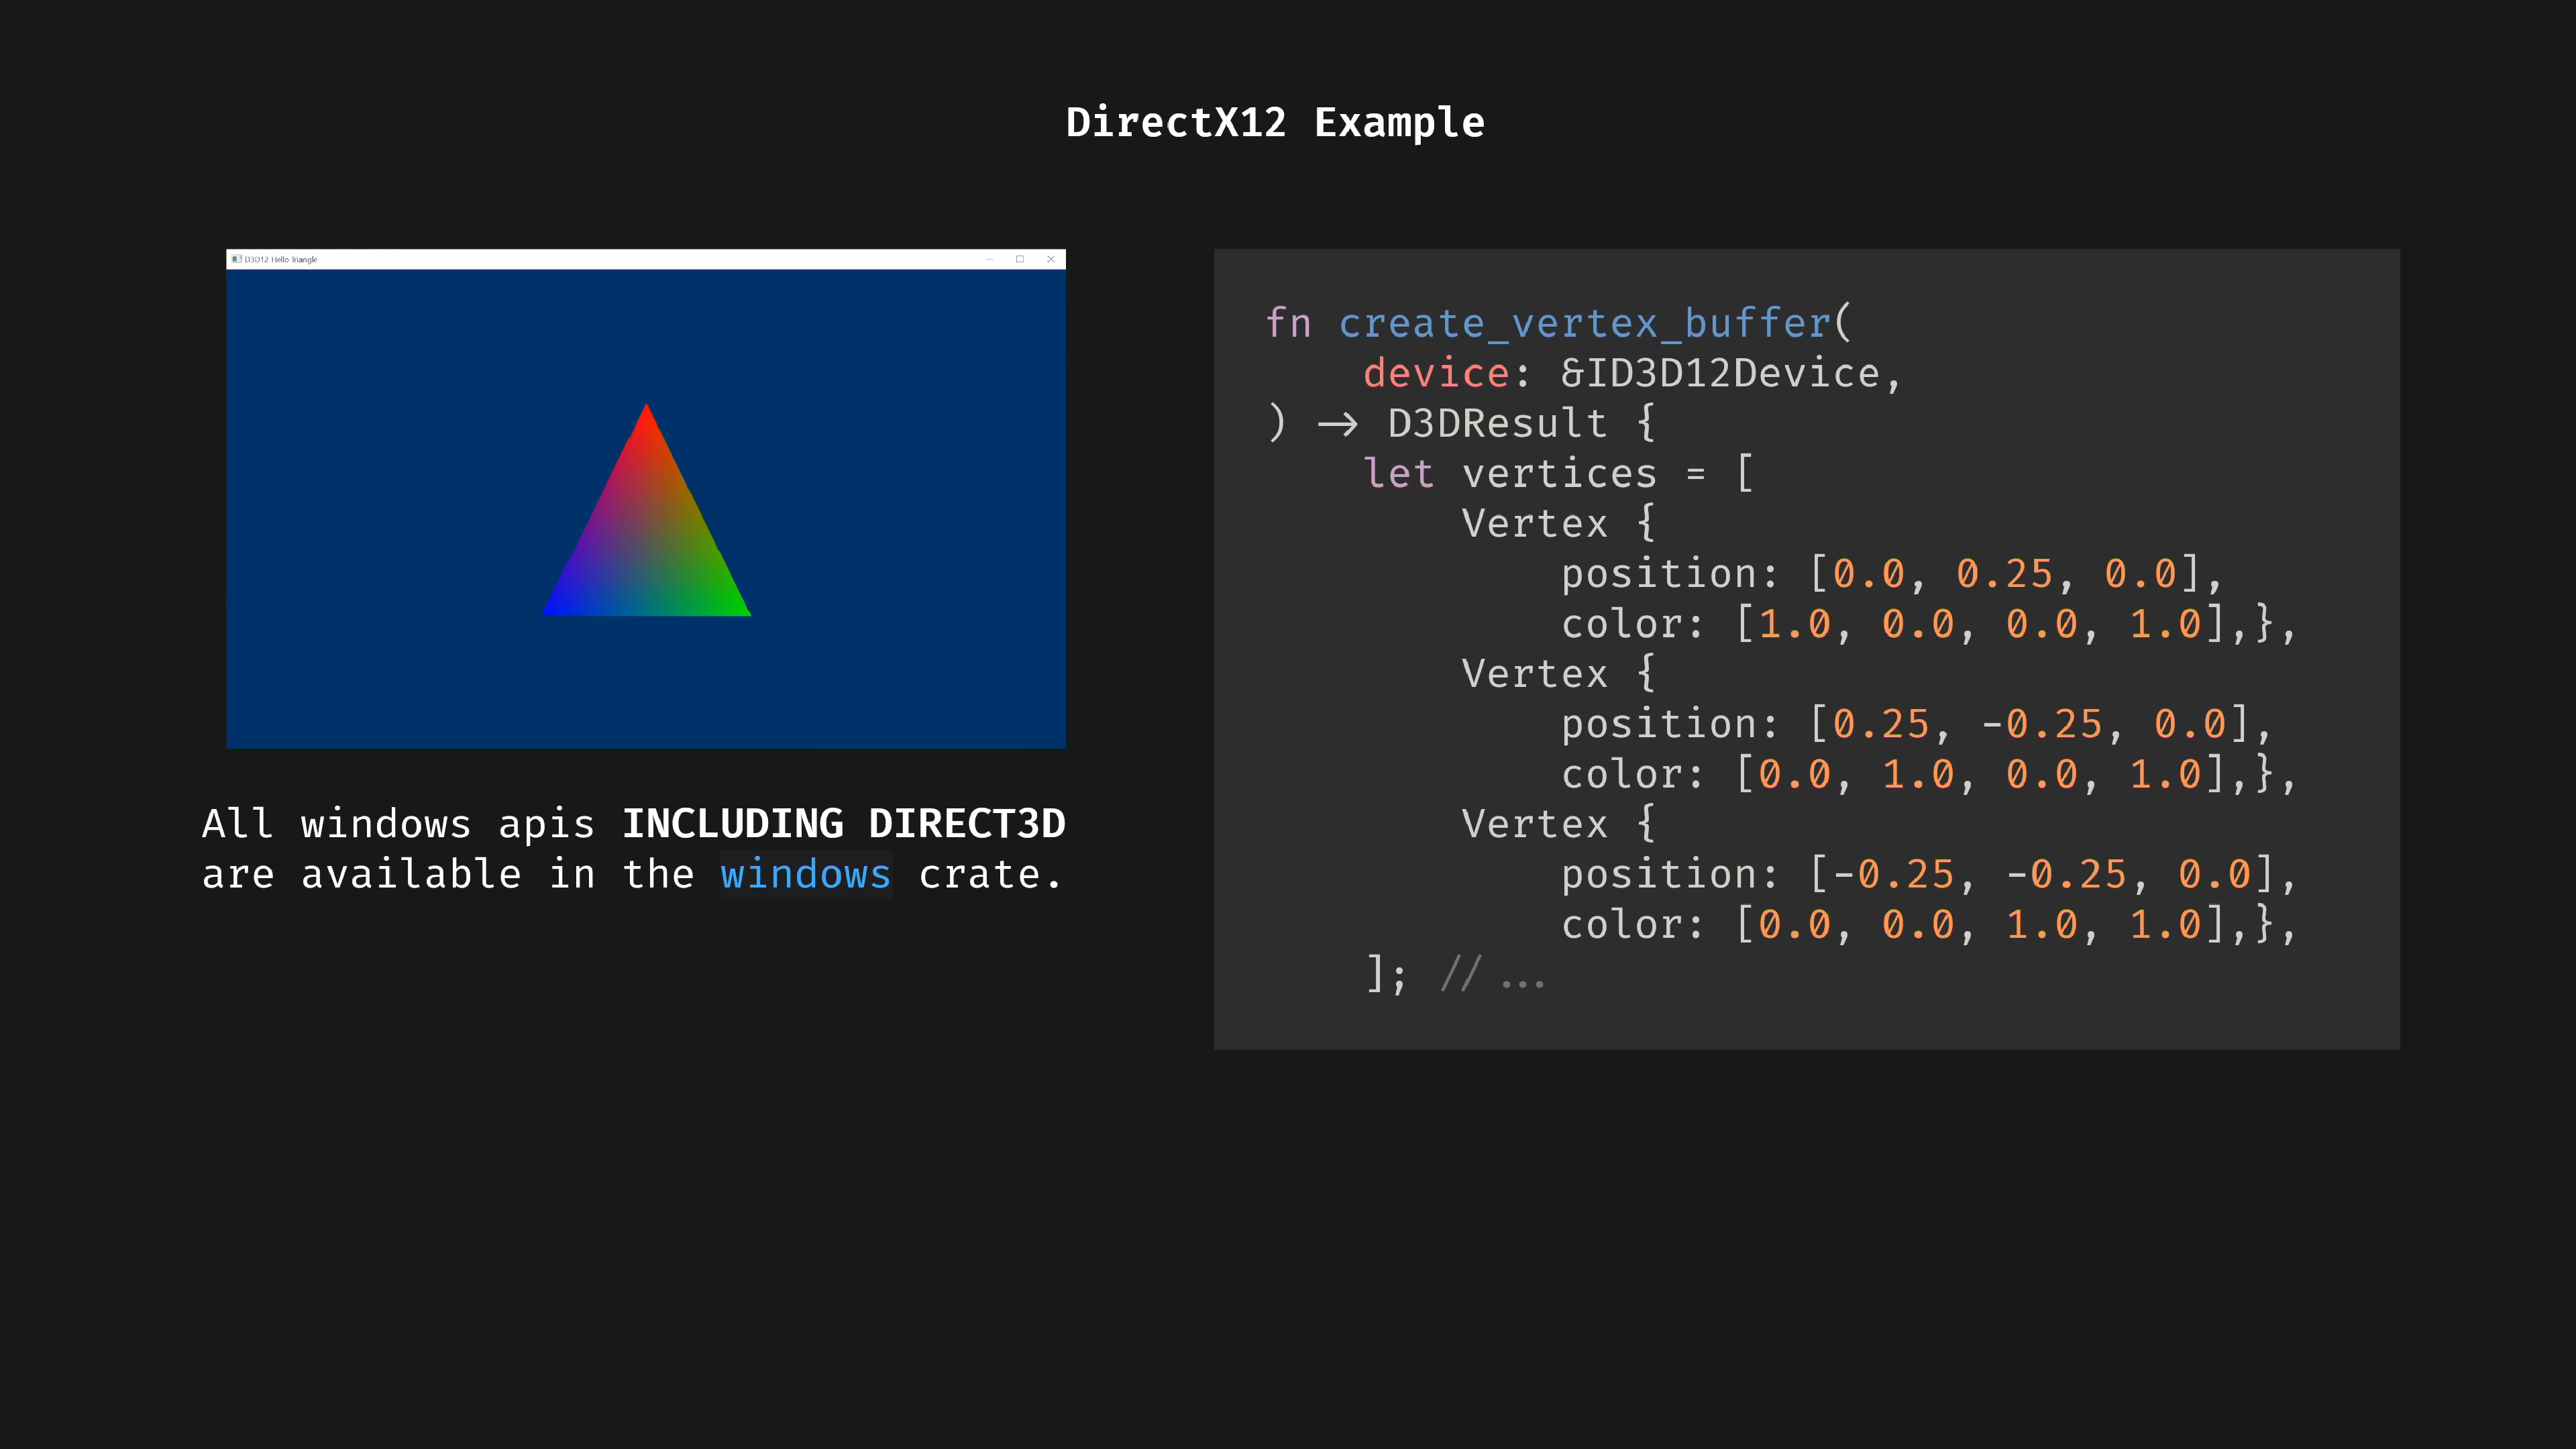 DirectX12 Example
D3D12 Hello Triangle
All windows apis INCLUDING DIRECT3D
are available in the windows crate.
fn create_vertex_buffer(
    device: &ID3D12Device,
) -> D3DResult {
    let vertices = [
        Vertex {
            position: [0.0, 0.25, 0.0],
            color: [1.0, 0.0, 0.0, 1.0],},
        Vertex {
            position: [0.25, -0.25, 0.0],
            color: [0.0, 1.0, 0.0, 1.0],},
        Vertex {
            position: [-0.25, -0.25, 0.0],
            color: [0.0, 0.0, 1.0, 1.0],},
    ]; // ...